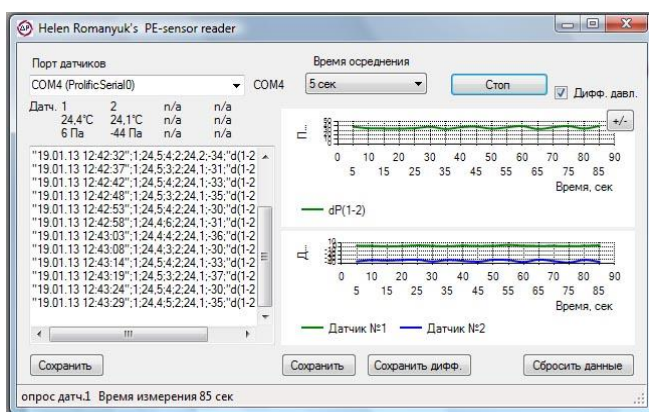 Helen Romanyuk's PE-sensor reader
Порт датчиков
COM4 (ProlificSerial0)
COM4
Время осреднения
5 сек
Стоп
Дифф. давл.
Датч. 1 2 n/a n/a
24,4°C 24,1°C n/a n/a
6 Па -44 Па n/a n/a
"19.01.13 12:42:32";1;24,5;4;2;24,2;-34;"d(1-2
"19.01.13 12:42:37";1;24,5;3;2;24,1;-31;"d(1-2
"19.01.13 12:42:42";1;24,5;4;2;24,1;-33;"d(1-2
"19.01.13 12:42:48";1;24,5;3;2;24,1;-35;"d(1-2
"19.01.13 12:42:53";1;24,5;4;2;24,1;-30;"d(1-2
"19.01.13 12:42:58";1;24,4;6;2;24,1;-31;"d(1-2
"19.01.13 12:43:03";1;24,4;4;2;24,1;-36;"d(1-2
"19.01.13 12:43:08";1;24,4;3;2;24,1;-30;"d(1-2
"19.01.13 12:43:14";1;24,5;4;2;24,1;-33;"d(1-2
"19.01.13 12:43:19";1;24,5;3;2;24,1;-37;"d(1-2
"19.01.13 12:43:24";1;24,5;4;2;24,1;-30;"d(1-2
"19.01.13 12:43:29";1;24,4;5;2;24,1;-35;"d(1-2
Сохранить
П...
+/-
0 10 20 30 40 50 60 70 80 90
5 15 25 35 45 55 65 75 85
Время, сек
dP(1-2)
Д...
0 10 20 30 40 50 60 70 80 90
5 15 25 35 45 55 65 75 85
Время, сек
Датчик №1 Датчик №2
Сохранить
Сохранить дифф.
Сбросить данные
опрос датч.1 Время измерения 85 сек